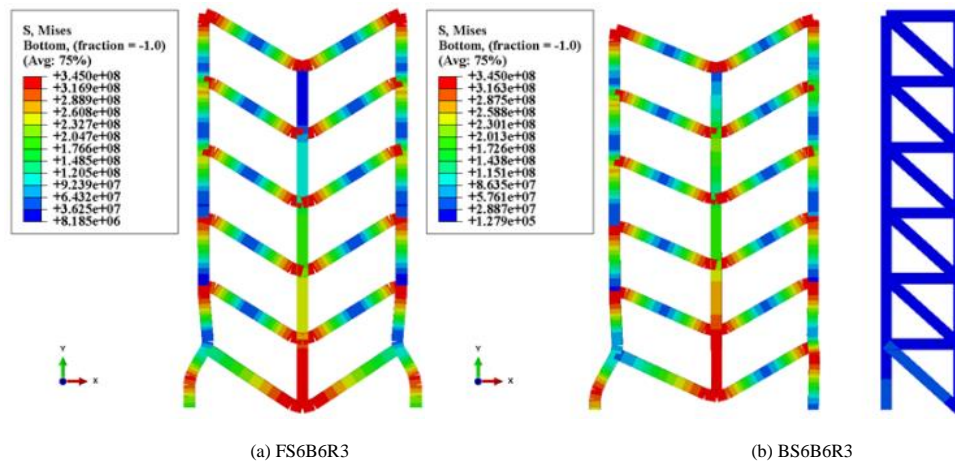 S, Mises
Bottom, (fraction = -1.0)
(Avg: 75%)
+3.450e+08
+3.169e+08
+2.889e+08
+2.608e+08
+2.327e+08
+2.047e+08
+1.766e+08
+1.485e+08
+1.205e+08
+9.239e+07
+6.432e+07
+3.625e+07
+8.185e+06
Y
X
S, Mises
Bottom, (fraction = -1.0)
(Avg: 75%)
+3.450e+08
+3.163e+08
+2.875e+08
+2.588e+08
+2.301e+08
+2.013e+08
+1.726e+08
+1.438e+08
+1.151e+08
+8.635e+07
+5.761e+07
+2.887e+07
+1.279e+05
Y
X
(a) FS6B6R3
(b) BS6B6R3